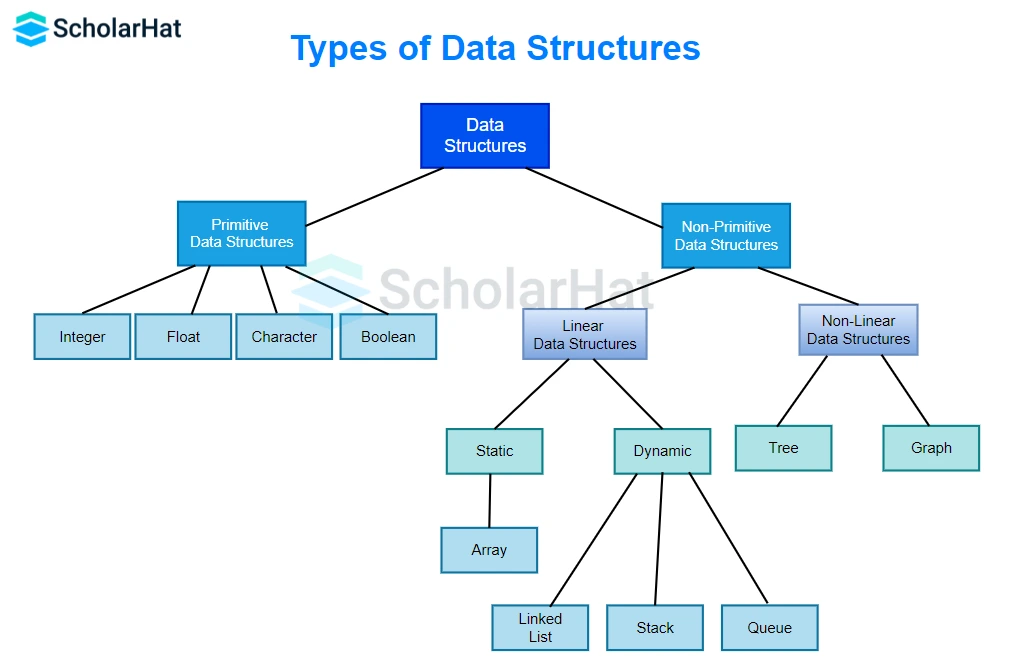 ScholarHat
Types of Data Structures
Data
Structures
Primitive
Data Structures
Non-Primitive
Data Structures
ScholarHat
Integer
Float
Character
Boolean
Linear
Data Structures
Non-Linear
Data Structures
Static
Dynamic
Tree
Graph
Array
Linked
List
Stack
Queue